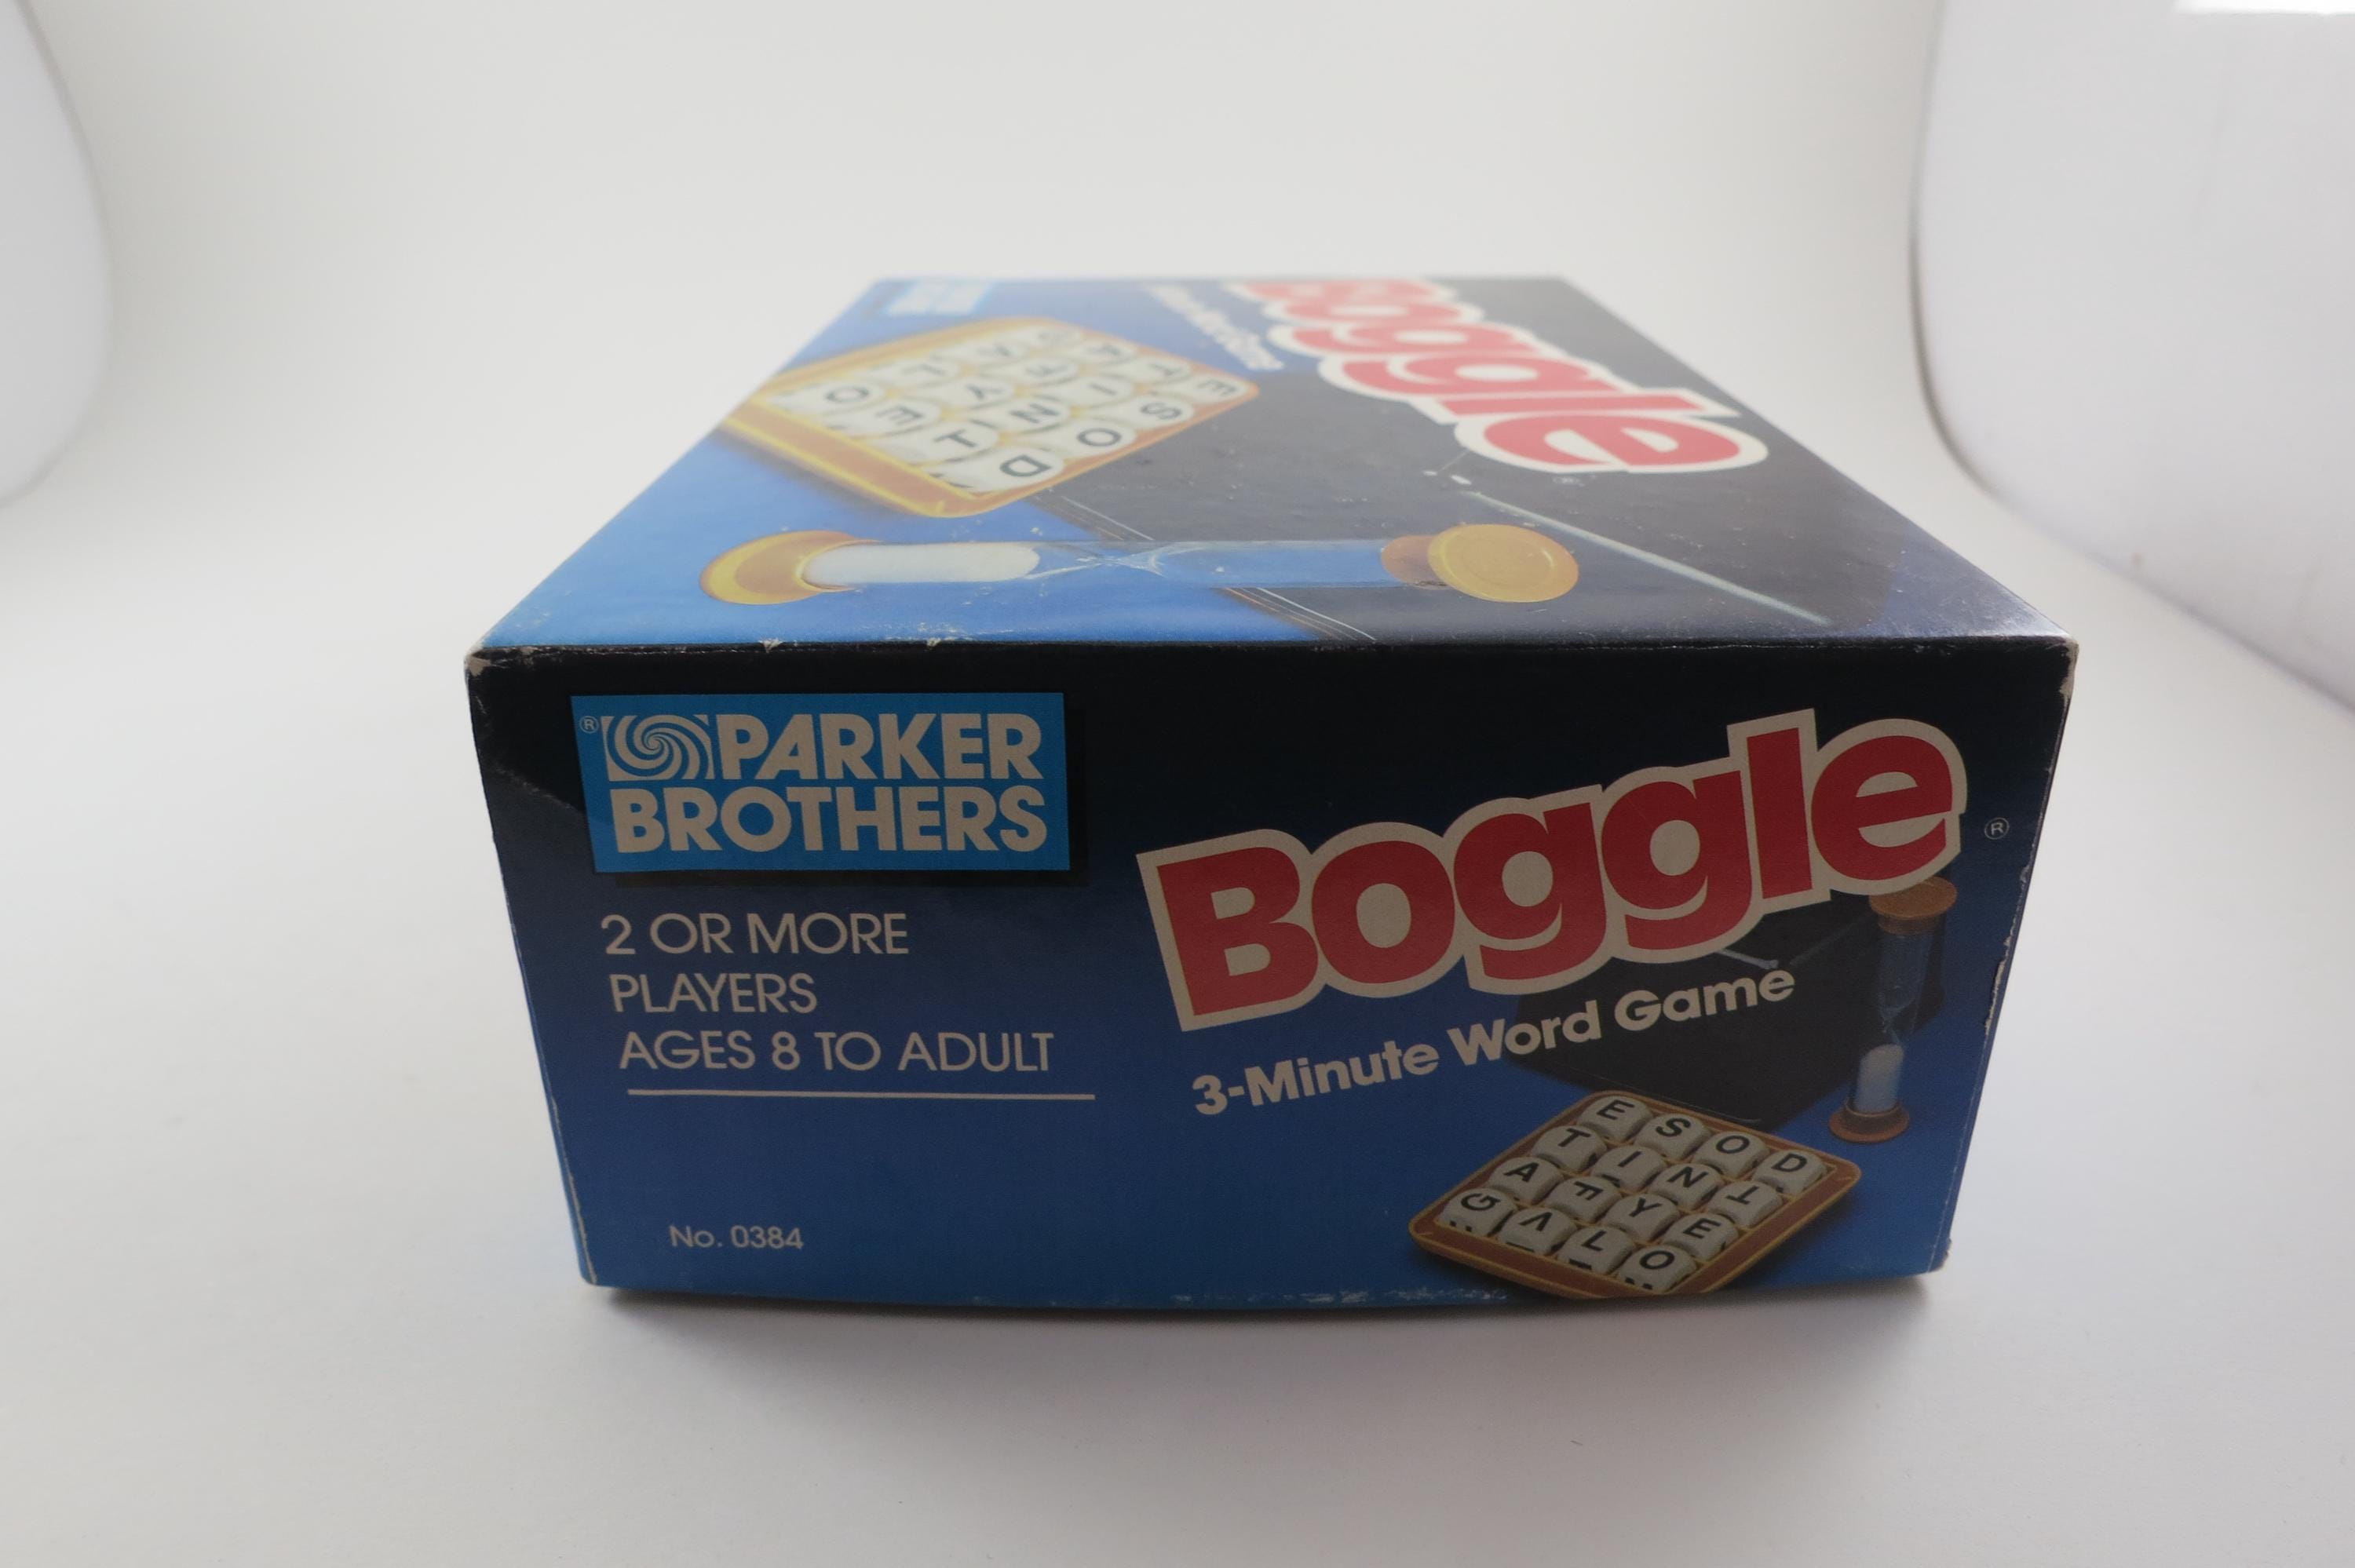 Boggle
®
® PARKER
BROTHERS
2 OR MORE
PLAYERS
AGES 8 TO ADULT
No. 0384
Boggle ®
3-Minute Word Game
E S O D
T I N T
A F Y E
G V L O